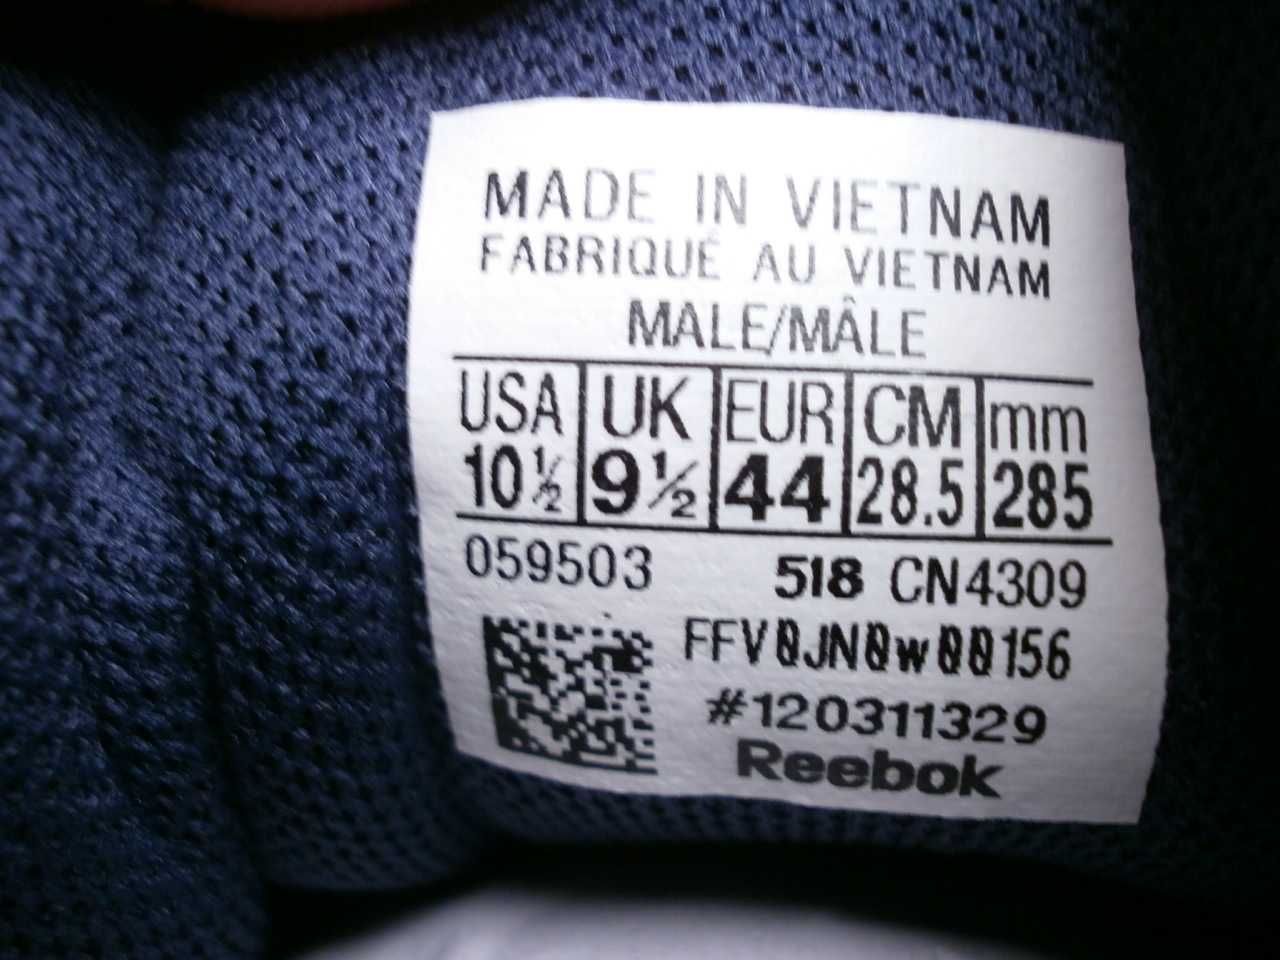 MADE IN VIETNAM
FABRIQUÉ AU VIETNAM
MALE/MÂLE
USA UK EUR CM mm
10½ 9½ 44 28.5 285
059503 518 CN4309
FFV0JN0w00156
#120311329
Reebok